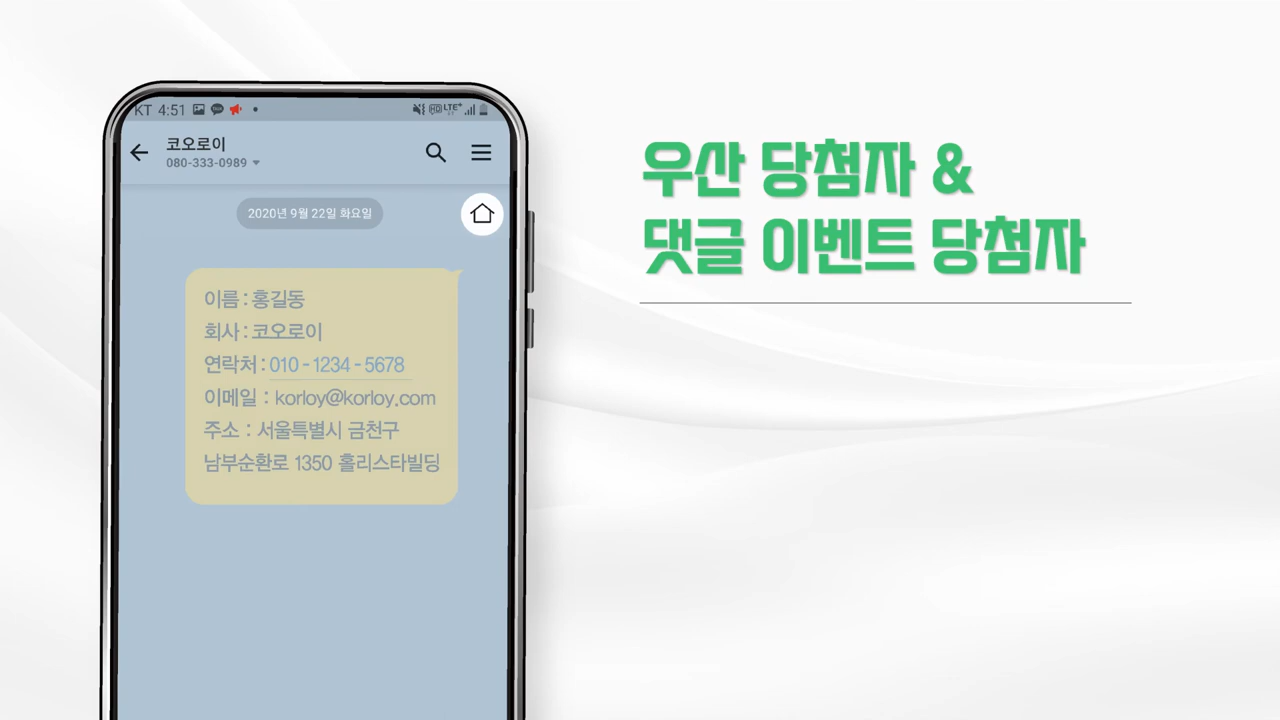 KT 4:51
HD LTE+
코오로이
080-333-0989
2020년 9월 22일 화요일
이름 : 홍길동
회사 : 코오로이
연락처 : 010 - 1234 - 5678
이메일 : korloy@korloy.com
주소 : 서울특별시 금천구
남부순환로 1350 홀리스타빌딩
우산 당첨자 &
댓글 이벤트 당첨자